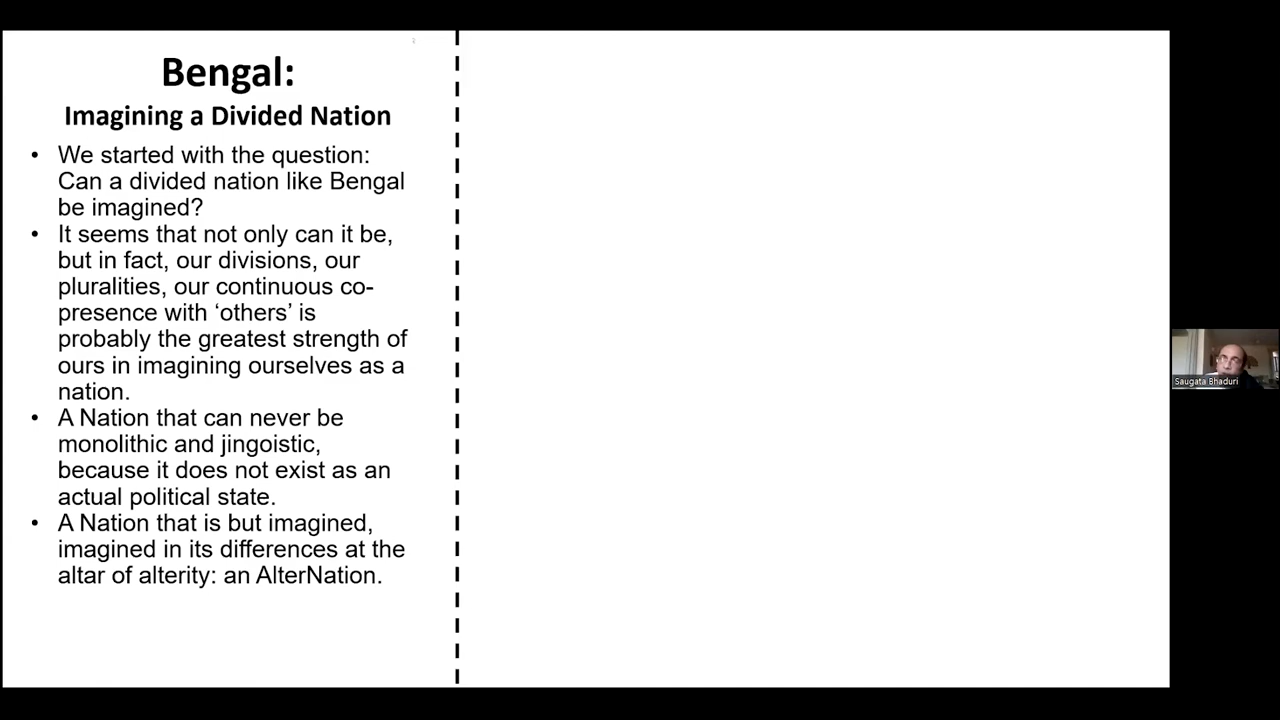 Bengal:
Imagining a Divided Nation
• We started with the question:
Can a divided nation like Bengal
be imagined?
• It seems that not only can it be,
but in fact, our divisions, our
pluralities, our continuous co-
presence with ‘others’ is
probably the greatest strength of
ours in imagining ourselves as a
nation.
• A Nation that can never be
monolithic and jingoistic,
because it does not exist as an
actual political state.
• A Nation that is but imagined,
imagined in its differences at the
altar of alterity: an AlterNation.
Saugata Bhaduri